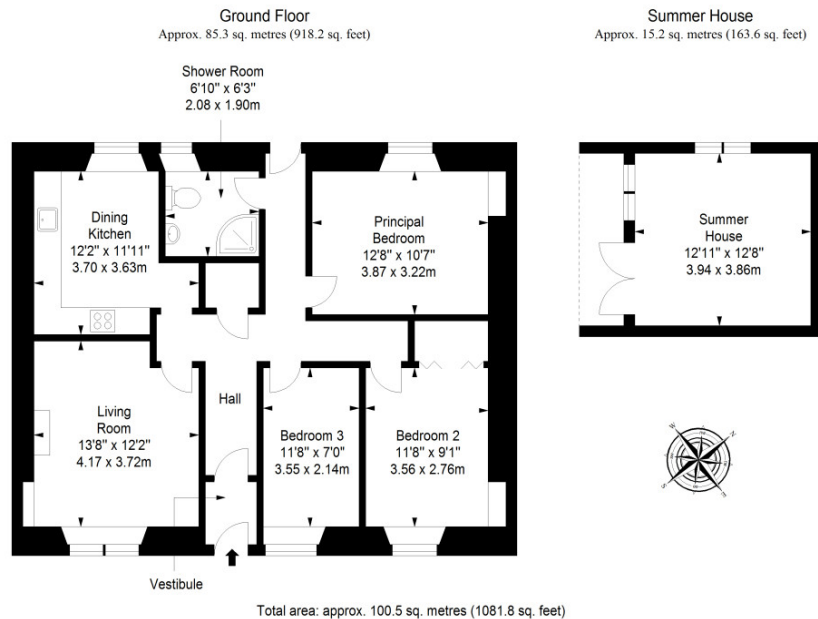 Ground Floor
Approx. 85.3 sq. metres (918.2 sq. feet)
Summer House
Approx. 15.2 sq. metres (163.6 sq. feet)
Shower Room
6'10" x 6'3"
2.08 x 1.90m
Dining
Kitchen
12'2" x 11'11"
3.70 x 3.63m
Principal
Bedroom
12'8" x 10'7"
3.87 x 3.22m
Summer
House
12'11" x 12'8"
3.94 x 3.86m
Living
Room
13'8" x 12'2"
4.17 x 3.72m
Hall
Bedroom 3
11'8" x 7'0"
3.55 x 2.14m
Bedroom 2
11'8" x 9'1"
3.56 x 2.76m
W
N
S
E
Vestibule
Total area: approx. 100.5 sq. metres (1081.8 sq. feet)